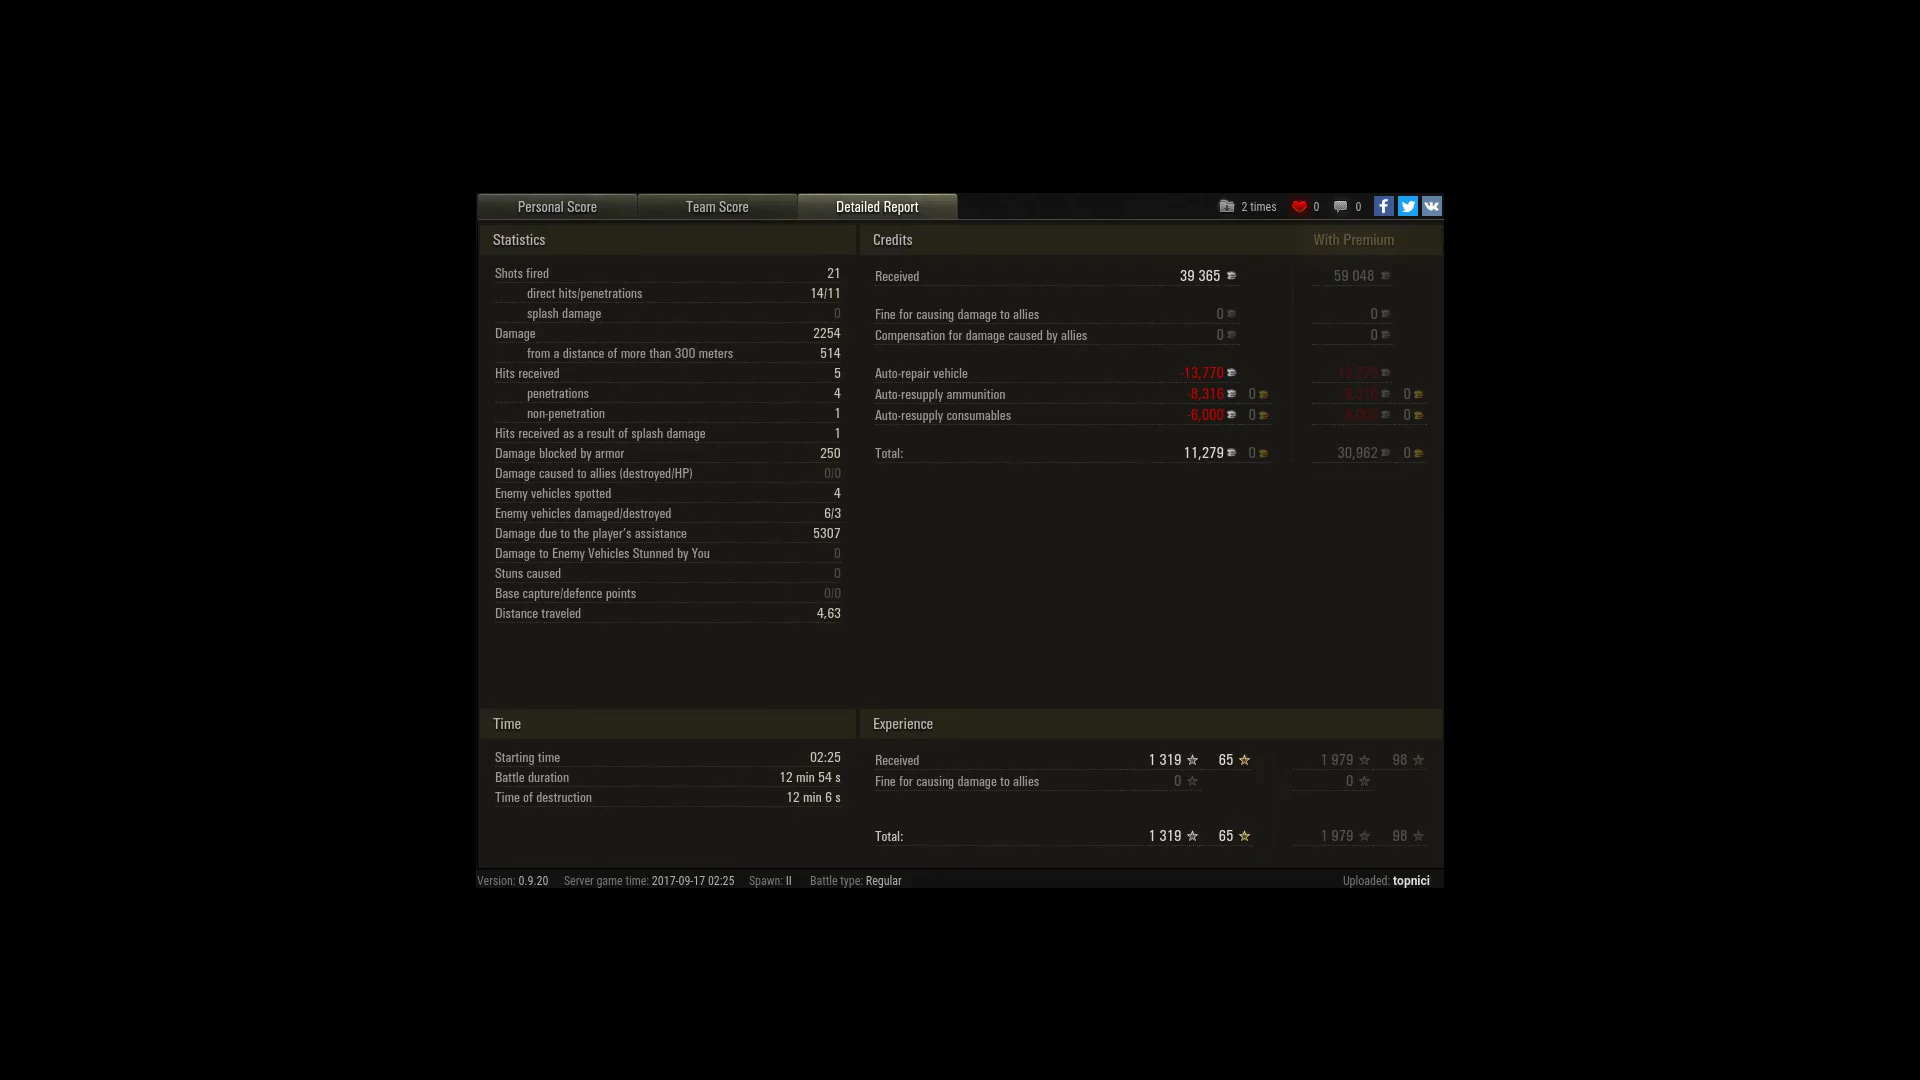 Personal Score Team Score Detailed Report 2 times 0 0
Statistics
Shots fired 21
direct hits/penetrations 14/11
splash damage 0
Damage 2254
from a distance of more than 300 meters 514
Hits received 5
penetrations 4
non-penetration 1
Hits received as a result of splash damage 1
Damage blocked by armor 250
Damage caused to allies (destroyed/HP) 0/0
Enemy vehicles spotted 4
Enemy vehicles damaged/destroyed 6/3
Damage due to the player's assistance 5307
Damage to Enemy Vehicles Stunned by You 0
Stuns caused 0
Base capture/defence points 0/0
Distance traveled 4,63
Credits With Premium
Received 39 365 59 048
Fine for causing damage to allies 0 0
Compensation for damage caused by allies 0 0
Auto-repair vehicle -13,770 -13,770
Auto-resupply ammunition -8,316 0 -8,316 0
Auto-resupply consumables -6,000 0 -6,000 0
Total: 11,279 0 30,962 0
Time
Starting time 02:25
Battle duration 12 min 54 s
Time of destruction 12 min 6 s
Experience
Received 1 319 65 1 979 98
Fine for causing damage to allies 0 0
Total: 1 319 65 1 979 98
Version: 0.9.20 Server game time: 2017-09-17 02:25 Spawn: II Battle type: Regular Uploaded: topnici